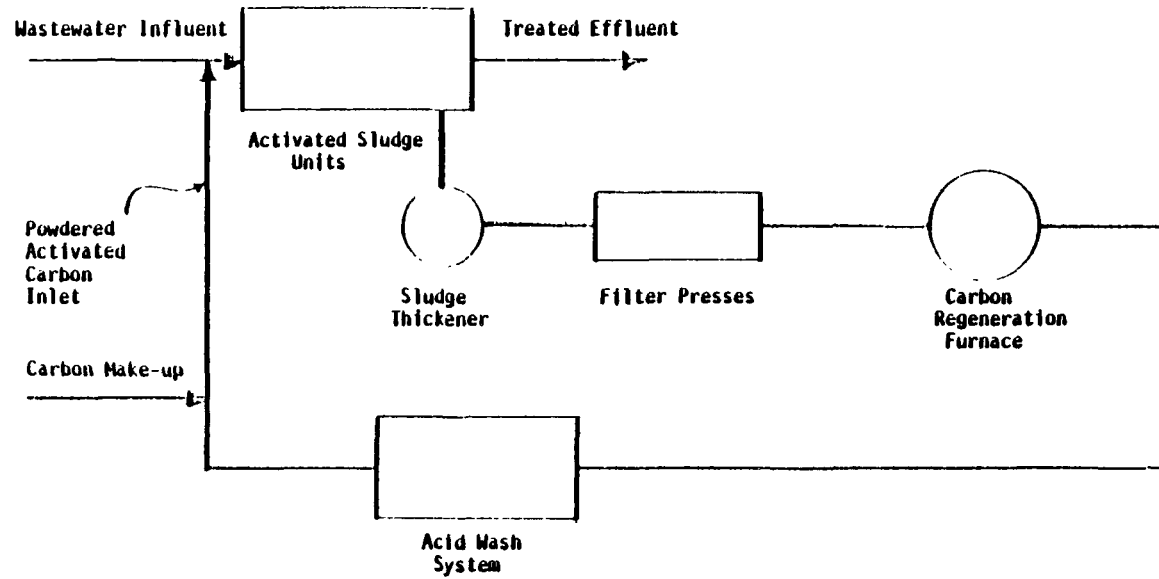 Wastewater Influent
Treated Effluent
Activated Sludge
Units
Powdered
Activated
Carbon
Inlet
Sludge
Thickener
Filter Presses
Carbon
Regeneration
Furnace
Carbon Make-up
Acid Wash
System